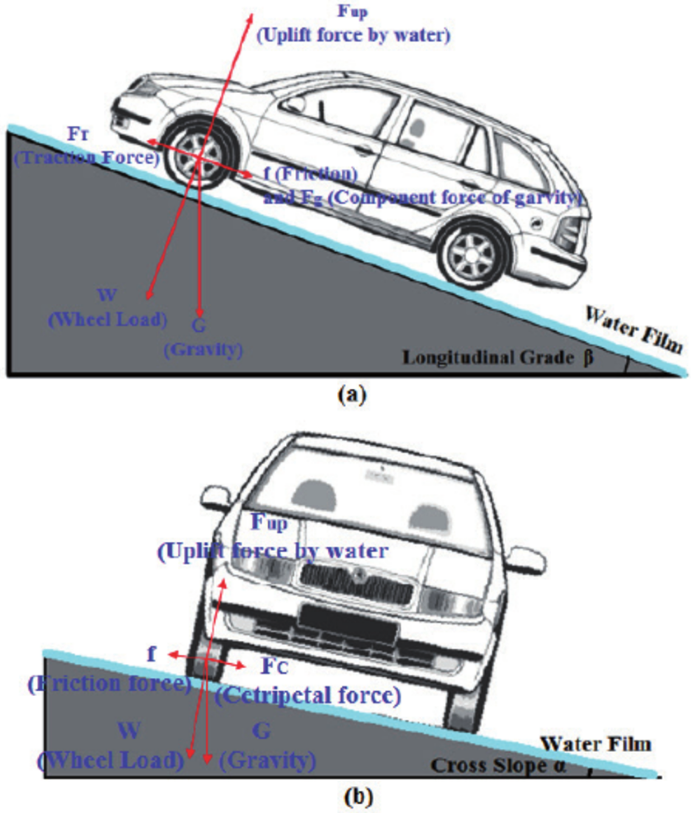 Fup
(Uplift force by water)
Fr
(Traction Force)
f (Friction)
and Fg (Component force of garvity)
W
(Wheel Load)
G
(Gravity)
Water Film
Longitudinal Grade β
(a)
Fup
(Uplift force by water
f
(Friction force)
Fc
(Cetripetal force)
W
(Wheel Load)
G
(Gravity)
Water Film
Cross Slope α
(b)